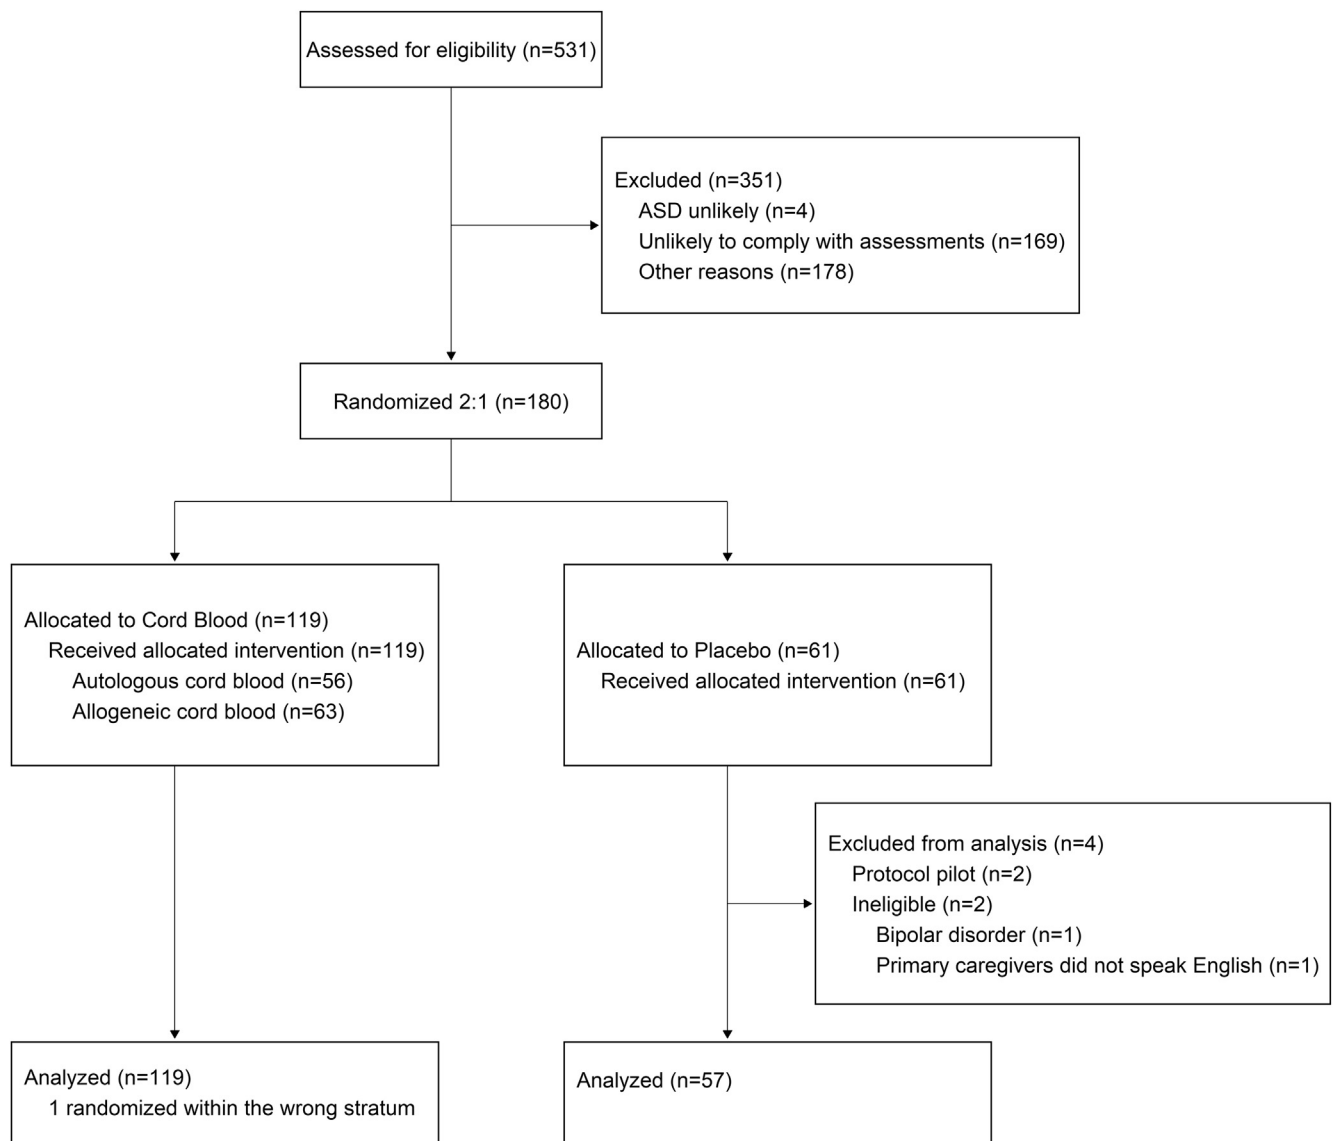 Assessed for eligibility (n=531)
Excluded (n=351)
ASD unlikely (n=4)
Unlikely to comply with assessments (n=169)
Other reasons (n=178)
Randomized 2:1 (n=180)
Allocated to Cord Blood (n=119)
Received allocated intervention (n=119)
Autologous cord blood (n=56)
Allogeneic cord blood (n=63)
Allocated to Placebo (n=61)
Received allocated intervention (n=61)
Excluded from analysis (n=4)
Protocol pilot (n=2)
Ineligible (n=2)
Bipolar disorder (n=1)
Primary caregivers did not speak English (n=1)
Analyzed (n=119)
1 randomized within the wrong stratum
Analyzed (n=57)